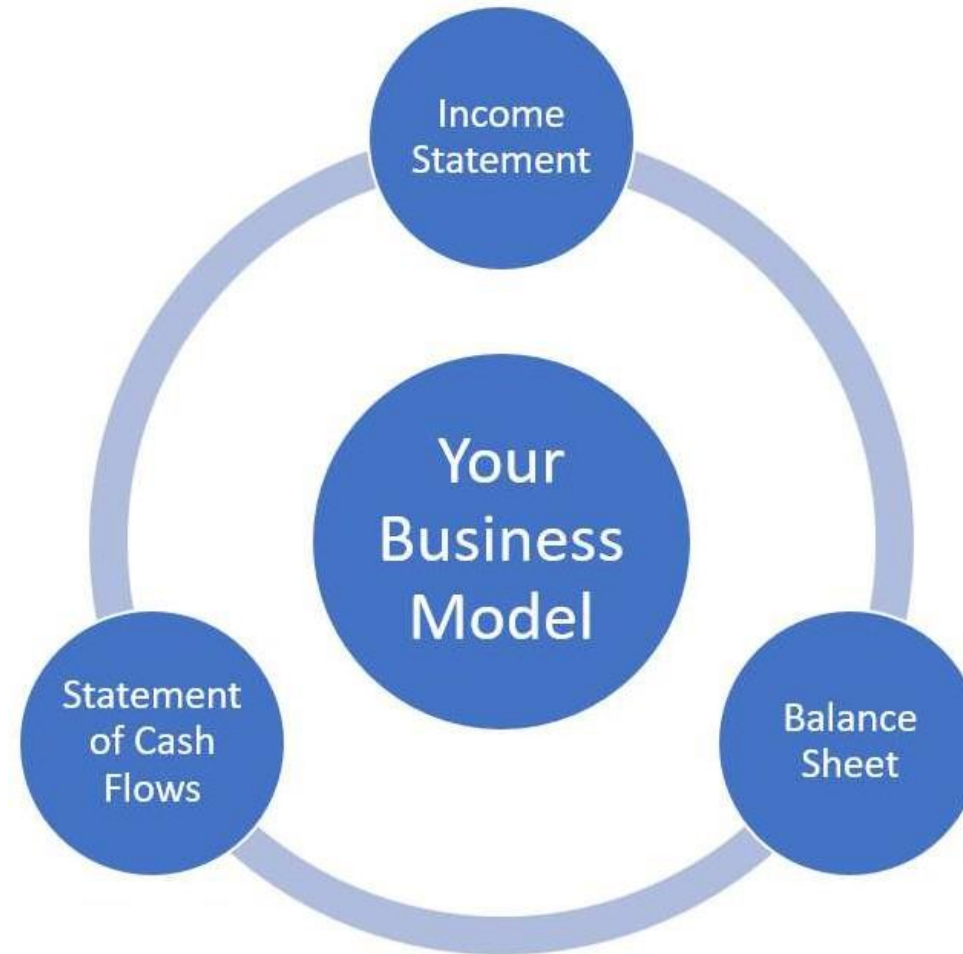 Income
Statement
Your
Business
Model
Statement
of Cash
Flows
Balance
Sheet